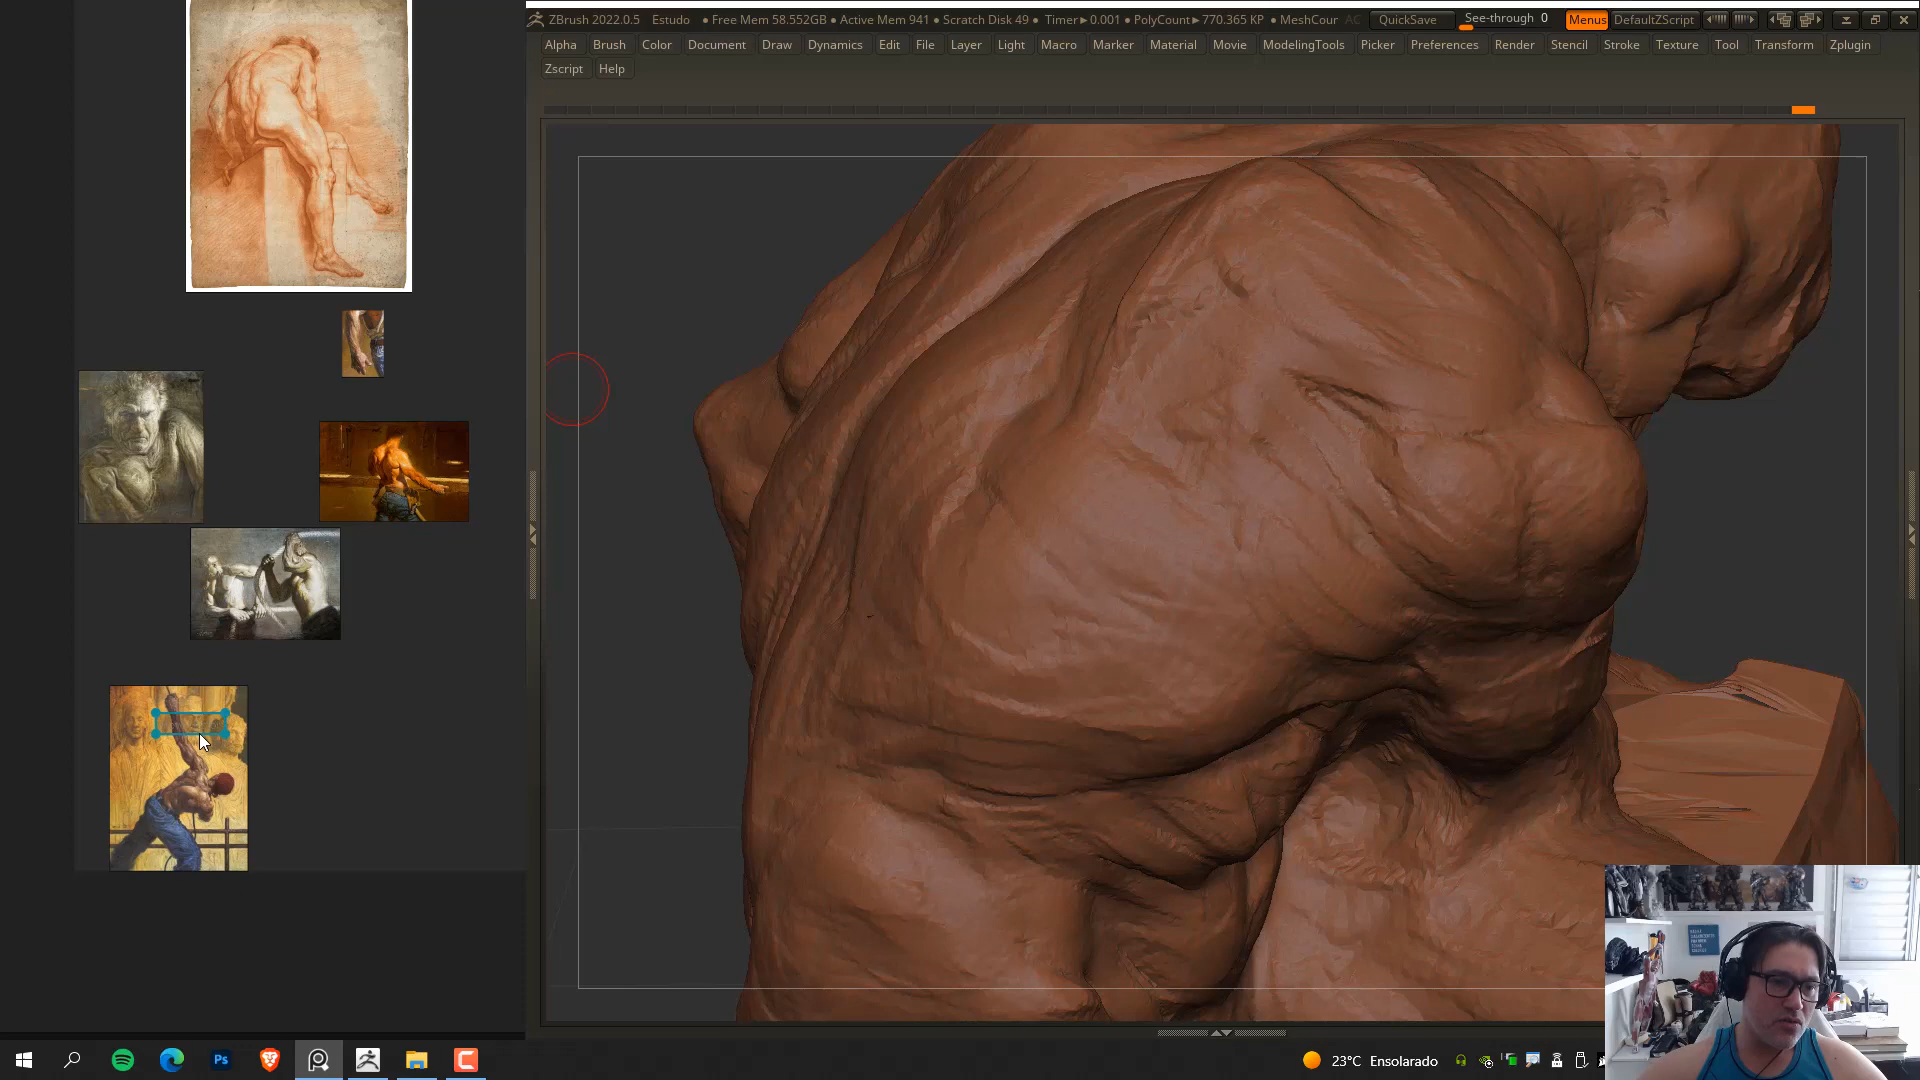 ZBrush 2022.0.5 Estudo • Free Mem 58.552GB • Active Mem 941 • Scratch Disk 49 • Timer▶0.001 • PolyCount▶770.365 KP • MeshCour QuickSave See-through 0 Menus DefaultZScript
Alpha Brush Color Document Draw Dynamics Edit File Layer Light Macro Marker Material Movie ModelingTools Picker Preferences Render Stencil Stroke Texture Tool Transform Zplugin
Zscript Help
Ps
23°C Ensolarado